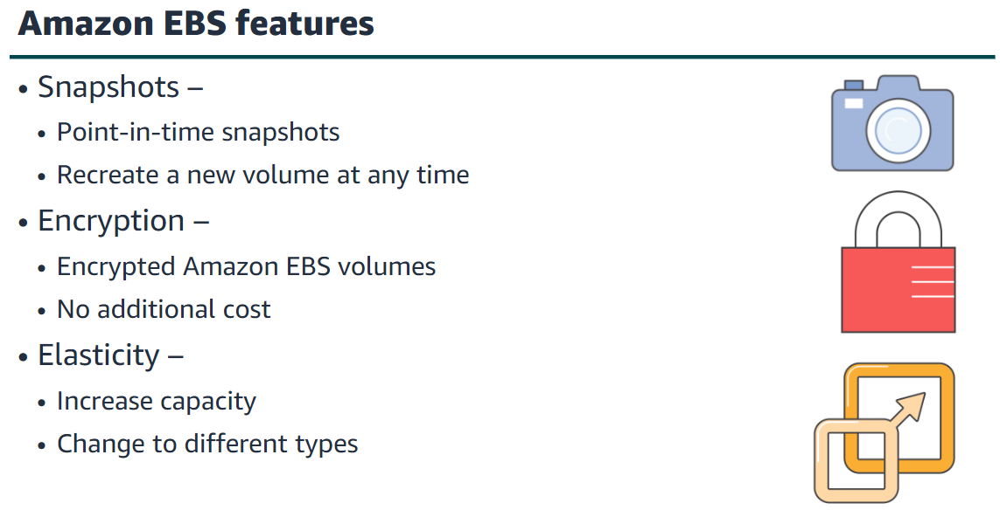 Amazon EBS features
• Snapshots –
• Point-in-time snapshots
• Recreate a new volume at any time
• Encryption –
• Encrypted Amazon EBS volumes
• No additional cost
• Elasticity –
• Increase capacity
• Change to different types